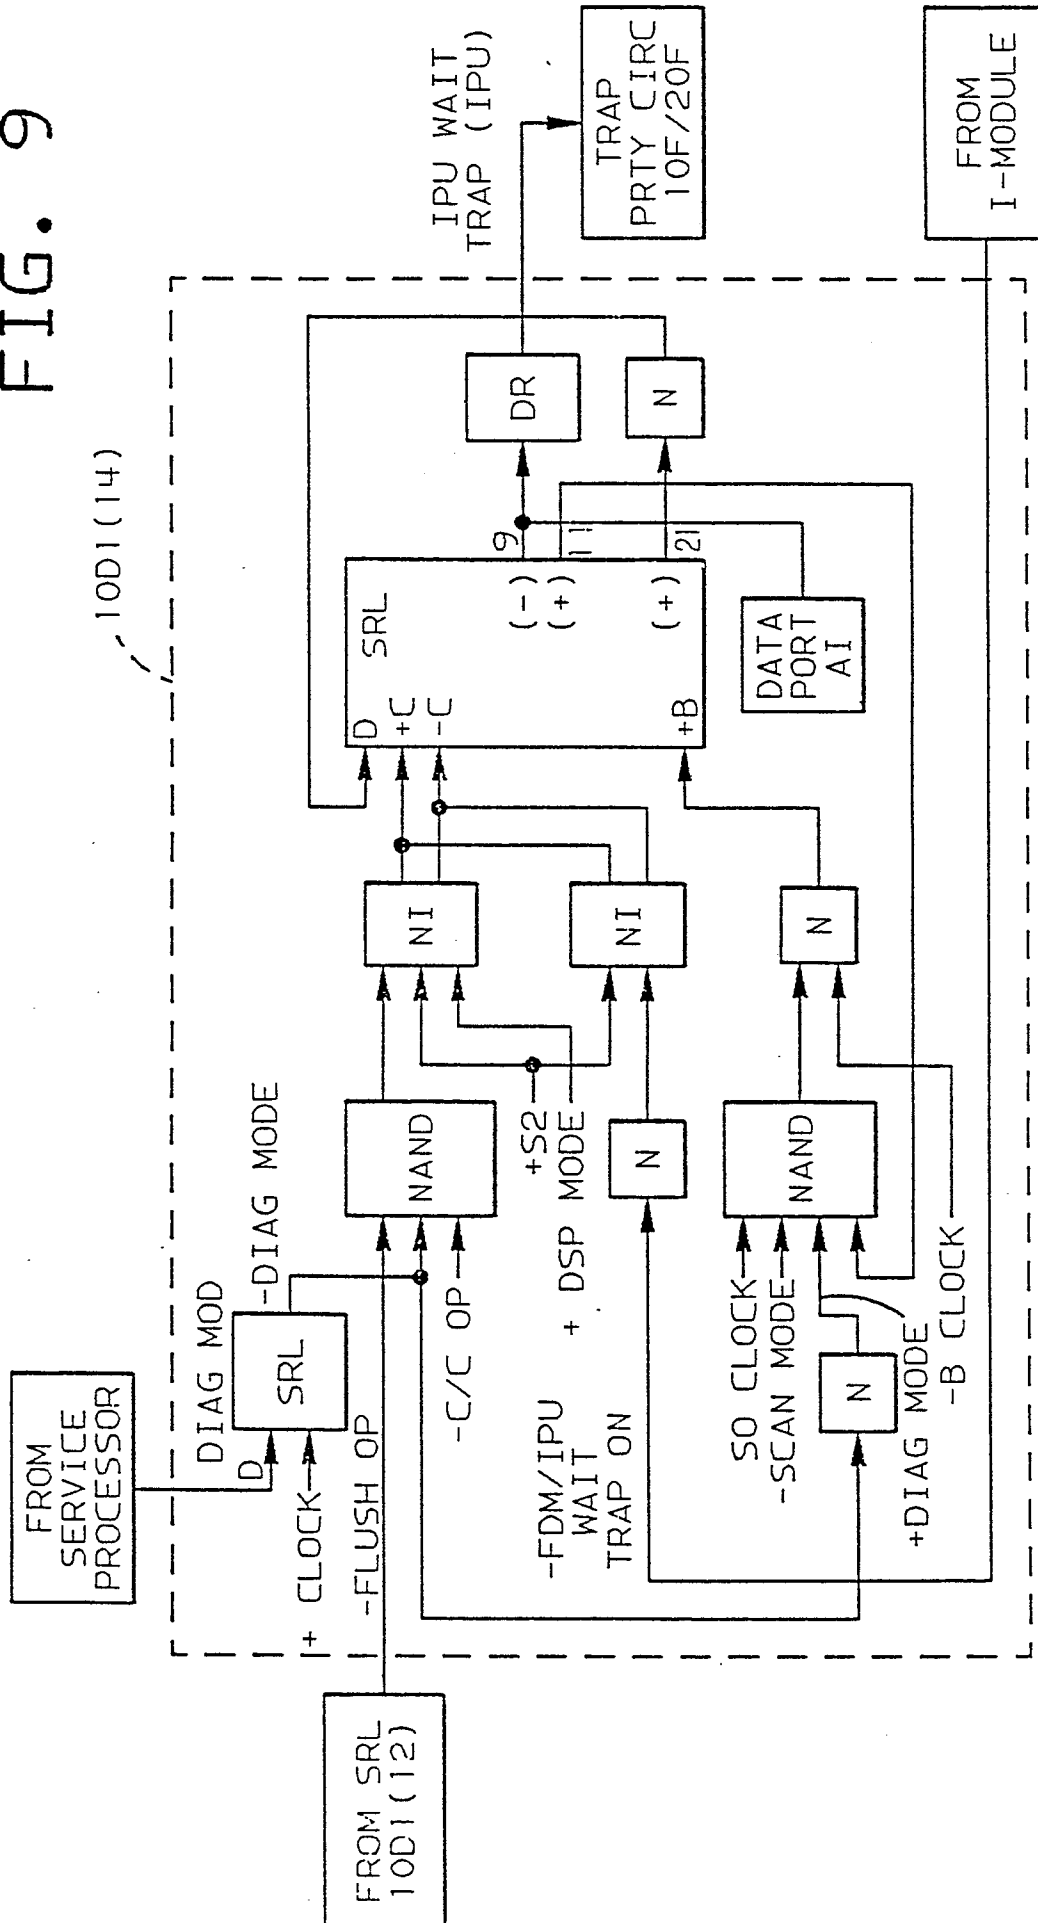 FIG. 9
10D1(14)
FROM
SERVICE
PROCESSOR
DIAG MOD
-DIAG MODE
D
SRL
+ CLOCK
-FLUSH OP
FROM SRL
10D1(12)
NAND
-C/C OP
+S2
+ DSP MODE
NI
NI
N
-FDM/IPU
WAIT
TRAP ON
D
SRL
+C
-C
+B
(-)
(+)
(+)
9
11
21
DR
N
IPU WAIT
TRAP (IPU)
TRAP
PRTY CIRC
10F/20F
DATA
PORT
AI
SO CLOCK
-SCAN MODE
NAND
N
N
+DIAG MODE
-B CLOCK
FROM
I-MODULE